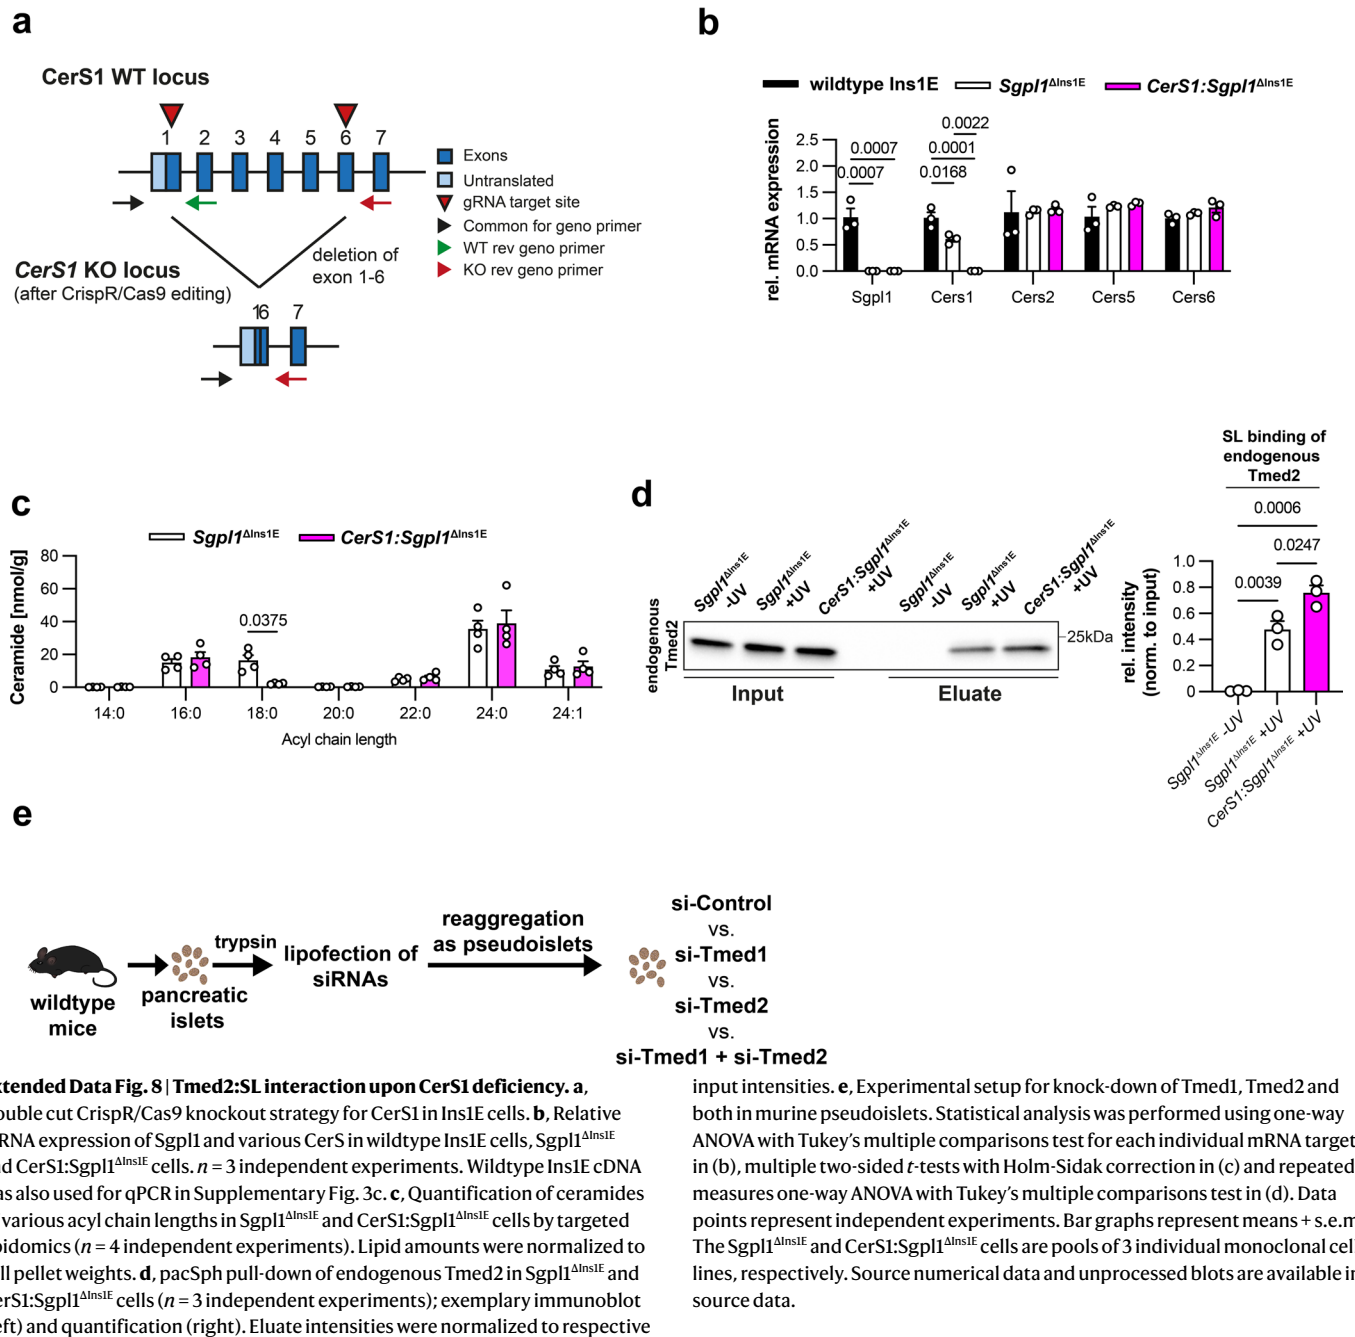 a
CerS1 WT locus
1 2 3 4 5 6 7
Exons
Untranslated
gRNA target site
Common for geno primer
WT rev geno primer
KO rev geno primer
deletion of
exon 1-6
CerS1 KO locus
(after CrispR/Cas9 editing)
16 7
b
wildtype Ins1E Sgpl1ΔIns1E CerS1:Sgpl1ΔIns1E
rel. mRNA expression
2.5
2.0
1.5
1.0
0.5
0.0
0.0007
0.0007
0.0022
0.0001
0.0168
Sgpl1 Cers1 Cers2 Cers5 Cers6
c
Sgpl1ΔIns1E CerS1:Sgpl1ΔIns1E
Ceramide [nmol/g]
80
60
40
20
0
0.0375
14:0 16:0 18:0 20:0 22:0 24:0 24:1
Acyl chain length
d
endogenous
Tmed2
Sgpl1ΔIns1E
-UV
Sgpl1ΔIns1E
+UV
CerS1:Sgpl1ΔIns1E
+UV
Sgpl1ΔIns1E
-UV
Sgpl1ΔIns1E
+UV
CerS1:Sgpl1ΔIns1E
+UV
25kDa
Input Eluate
SL binding of
endogenous
Tmed2
0.0006
0.0247
0.0039
rel. intensity
(norm. to input)
1.0
0.8
0.6
0.4
0.2
0
Sgpl1ΔIns1E -UV
Sgpl1ΔIns1E +UV
CerS1:Sgpl1ΔIns1E +UV
e
wildtype
mice
pancreatic
islets
trypsin
lipofection of
siRNAs
reaggregation
as pseudoislets
si-Control
vs.
si-Tmed1
vs.
si-Tmed2
vs.
si-Tmed1 + si-Tmed2
xtended Data Fig. 8 | Tmed2:SL interaction upon CerS1 deficiency. a,
ouble cut CrispR/Cas9 knockout strategy for CerS1 in Ins1E cells. b, Relative
RNA expression of Sgpl1 and various CerS in wildtype Ins1E cells, Sgpl1ΔIns1E
nd CerS1:Sgpl1ΔIns1E cells. n = 3 independent experiments. Wildtype Ins1E cDNA
as also used for qPCR in Supplementary Fig. 3c. c, Quantification of ceramides
various acyl chain lengths in Sgpl1ΔIns1E and CerS1:Sgpl1ΔIns1E cells by targeted
pidomics (n = 4 independent experiments). Lipid amounts were normalized to
ll pellet weights. d, pacSph pull-down of endogenous Tmed2 in Sgpl1ΔIns1E and
erS1:Sgpl1ΔIns1E cells (n = 3 independent experiments); exemplary immunoblot
eft) and quantification (right). Eluate intensities were normalized to respective
input intensities. e, Experimental setup for knock-down of Tmed1, Tmed2 and
both in murine pseudoislets. Statistical analysis was performed using one-way
ANOVA with Tukey's multiple comparisons test for each individual mRNA target
in (b), multiple two-sided t-tests with Holm-Sidak correction in (c) and repeated
measures one-way ANOVA with Tukey's multiple comparisons test in (d). Data
points represent independent experiments. Bar graphs represent means + s.e.m
The Sgpl1ΔIns1E and CerS1:Sgpl1ΔIns1E cells are pools of 3 individual monoclonal cel
lines, respectively. Source numerical data and unprocessed blots are available in
source data.